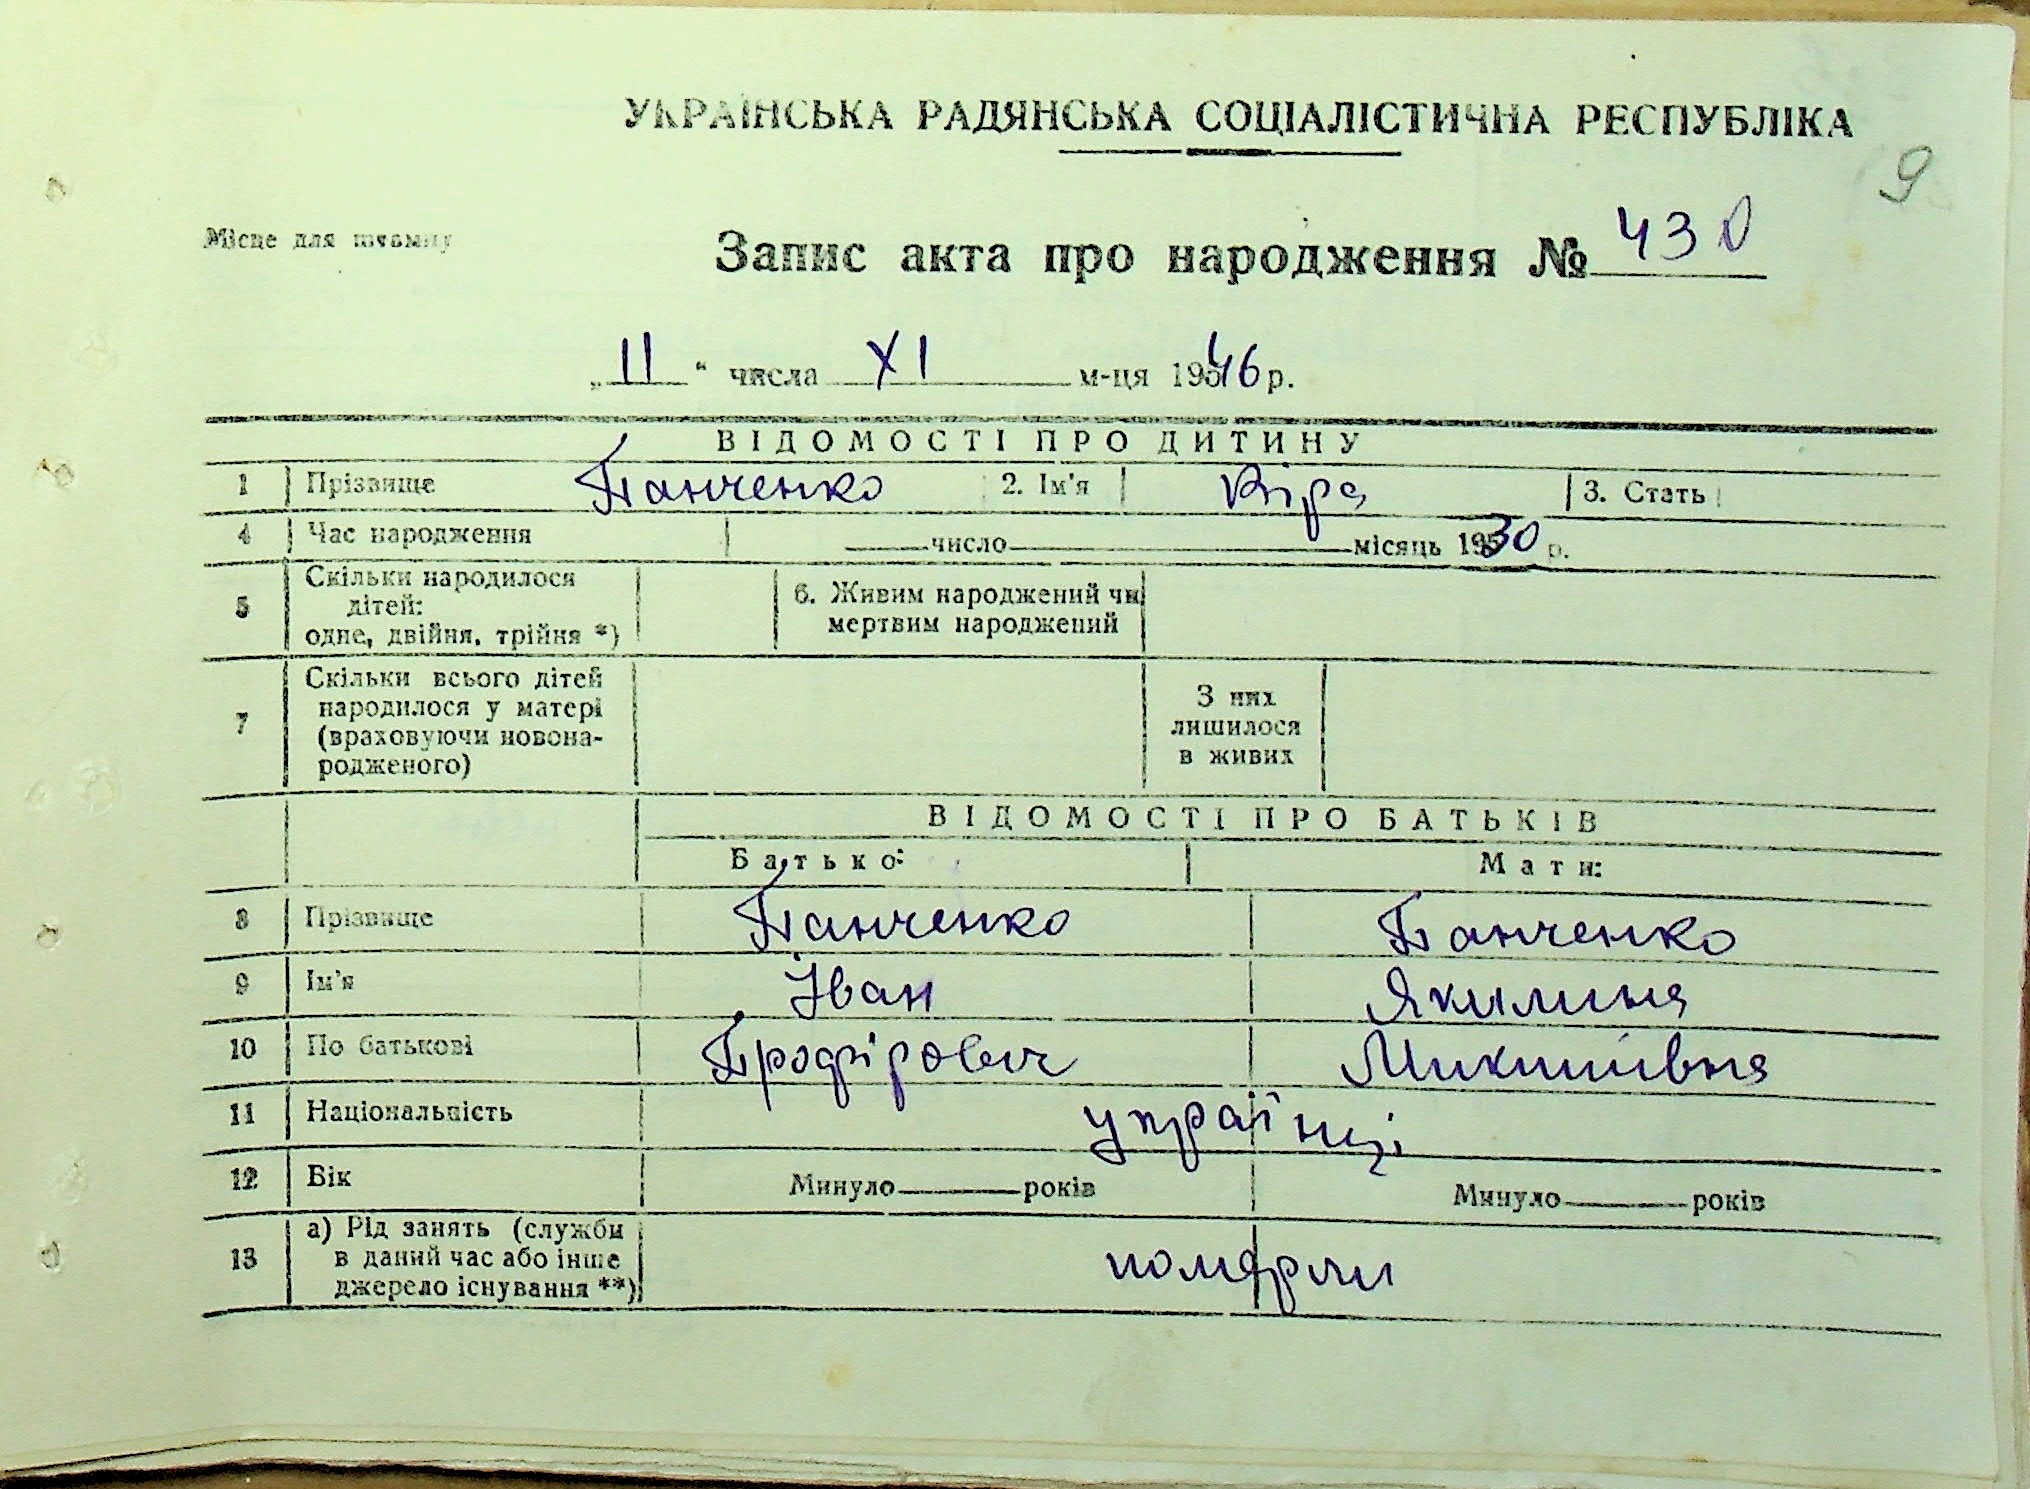 УКРАЇНСЬКА РАДЯНСЬКА СОЦІАЛІСТИЧНА РЕСПУБЛІКА
9
Місце для штампу
Запис акта про народження № 430
„ 11 “ числа XI м-ця 1946 р.
ВІДОМОСТІ ПРО ДИТИНУ
1 Прізвище Панченко 2. Ім'я Віра 3. Стать
4 Час народження число місяць 1930 р.
5 Скільки народилося дітей: одне, двійня, трійня *) 6. Живим народжений чи мертвим народжений
7 Скільки всього дітей народилося у матері (враховуючи новона-родженого) З них лишилося в живих
ВІДОМОСТІ ПРО БАТЬКІВ
Батько: Мати:
8 Прізвище Панченко Панченко
9 Ім'я Іван Якилина
10 По батькові Профірович Микитівна
11 Національність українці
12 Вік Минуло років Минуло років
13 а) Рід занять (служби в даний час або інше джерело існування **) померли